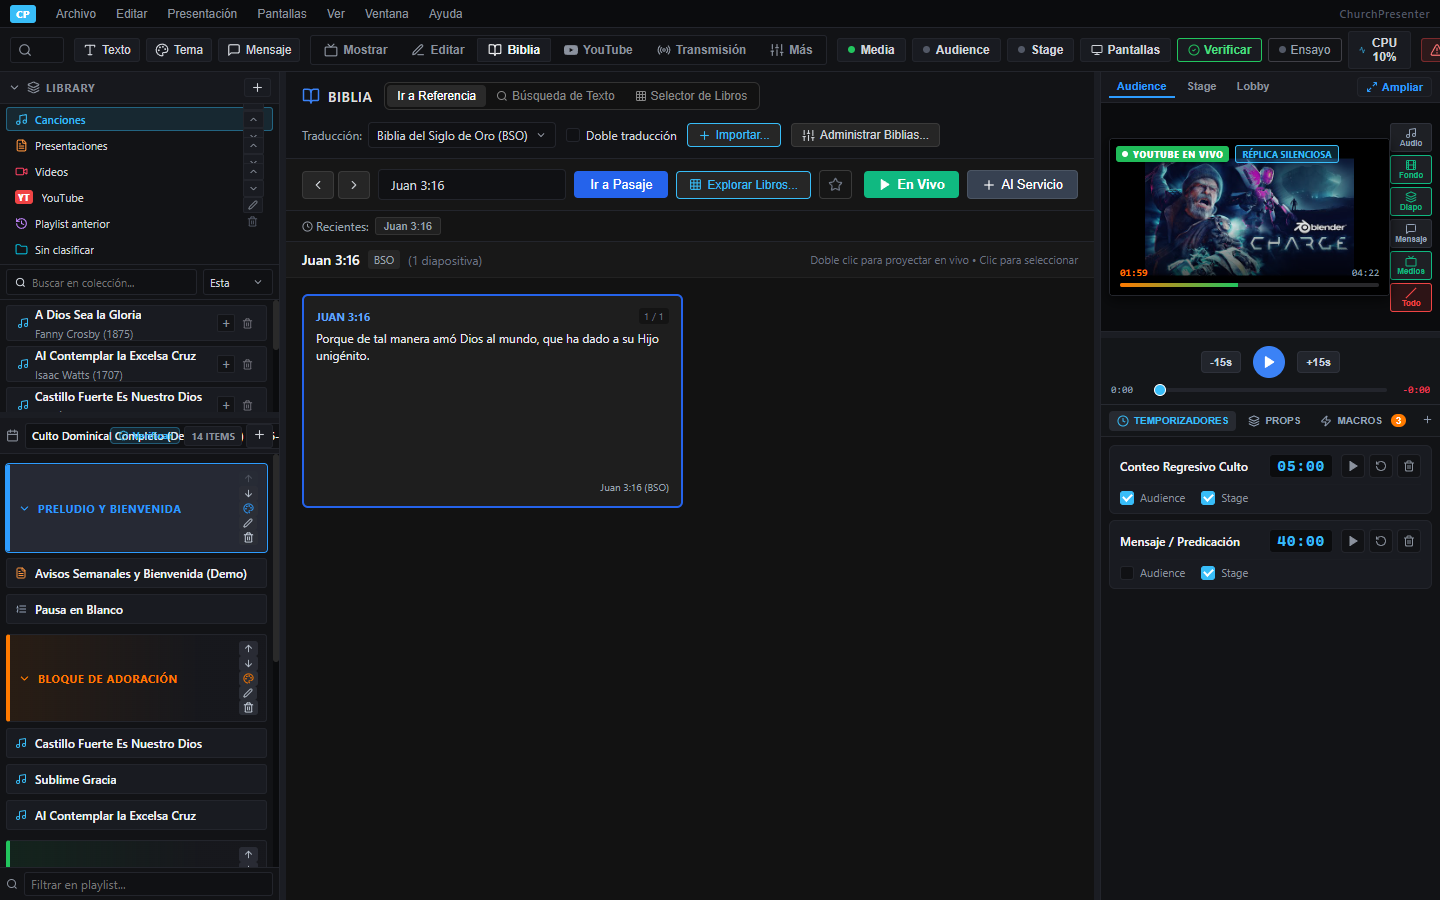 CP Archivo Editar Presentación Pantallas Ver Ventana Ayuda ChurchPresenter
Texto Tema Mensaje Mostrar Editar Biblia YouTube Transmisión Más Media Audience Stage Pantallas Verificar Ensayo CPU 10%
LIBRARY
Canciones
Presentaciones
Videos
YT YouTube
Playlist anterior
Sin clasificar
Buscar en colección... Esta
A Dios Sea la Gloria
Fanny Crosby (1875)
Al Contemplar la Excelsa Cruz
Isaac Watts (1707)
Castillo Fuerte Es Nuestro Dios
Culto Dominical Completo (De 14 ITEMS
PRELUDIO Y BIENVENIDA
Avisos Semanales y Bienvenida (Demo)
Pausa en Blanco
BLOQUE DE ADORACIÓN
Castillo Fuerte Es Nuestro Dios
Sublime Gracia
Al Contemplar la Excelsa Cruz
Filtrar en playlist...
BIBLIA Ir a Referencia Búsqueda de Texto Selector de Libros
Traducción: Biblia del Siglo de Oro (BSO) Doble traducción Importar... Administrar Biblias...
Juan 3:16 Ir a Pasaje Explorar Libros... En Vivo Al Servicio
Recientes: Juan 3:16
Juan 3:16 BSO (1 diapositiva) Doble clic para proyectar en vivo • Clic para seleccionar
JUAN 3:16 1 / 1
Porque de tal manera amó Dios al mundo, que ha dado a su Hijo
unigénito.
Juan 3:16 (BSO)
Audience Stage Lobby Ampliar
YOUTUBE EN VIVO RÉPLICA SILENCIOSA
blender
CHARGE
01:59 04:22
Audio
Fondo
Diapo
Mensaje
Medios
Todo
-15s +15s
0:00 -0:00
TEMPORIZADORES PROPS MACROS 3
Conteo Regresivo Culto 05:00
Audience Stage
Mensaje / Predicación 40:00
Audience Stage